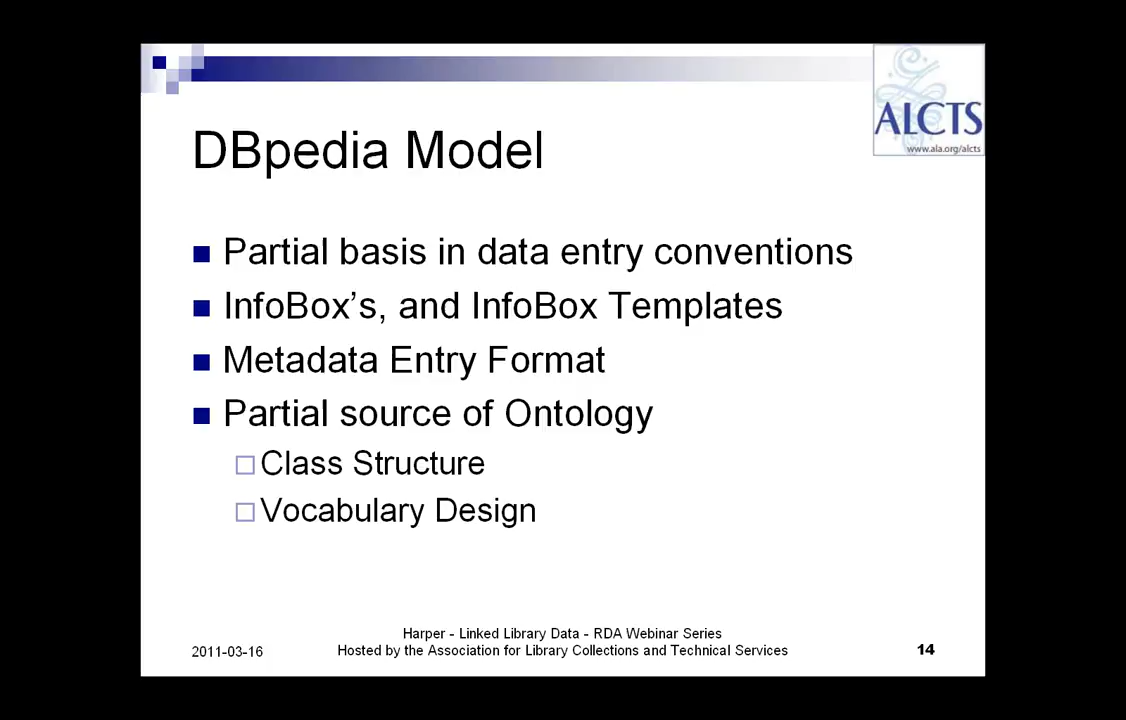 ALCTS
www.ala.org/alcts
DBpedia Model
Partial basis in data entry conventions
InfoBox’s, and InfoBox Templates
Metadata Entry Format
Partial source of Ontology
Class Structure
Vocabulary Design
2011-03-16
Harper - Linked Library Data - RDA Webinar Series
Hosted by the Association for Library Collections and Technical Services
14